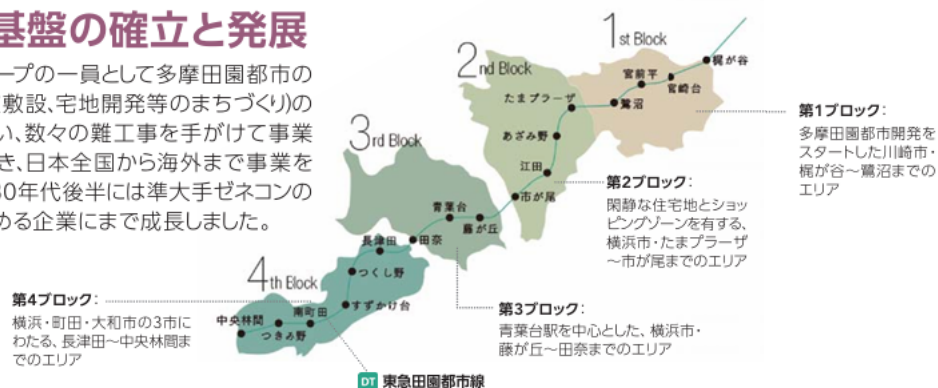 基盤の確立と発展
ープの一員として多摩田園都市の
敷設、宅地開発等のまちづくり)の
い、数々の難工事を手がけて事業
き、日本全国から海外まで事業を
80年代後半には準大手ゼネコンの
める企業にまで成長しました。
1st Block
梶が谷
宮崎台
宮前平
鷺沼
第1ブロック:
多摩田園都市開発を
スタートした川崎市・
梶が谷〜鷺沼までの
エリア
2nd Block
たまプラーザ
あざみ野
江田
市が尾
第2ブロック:
閑静な住宅地とショッ
ピングゾーンを有する、
横浜市・たまプラーザ
〜市が尾までのエリア
3rd Block
藤が丘
青葉台
田奈
第3ブロック:
青葉台駅を中心とした、横浜市・
藤が丘〜田奈までのエリア
4th Block
長津田
つくし野
すずかけ台
南町田
つきみ野
中央林間
第4ブロック:
横浜・町田・大和市の3市に
わたる、長津田〜中央林間ま
でのエリア
DT 東急田園都市線